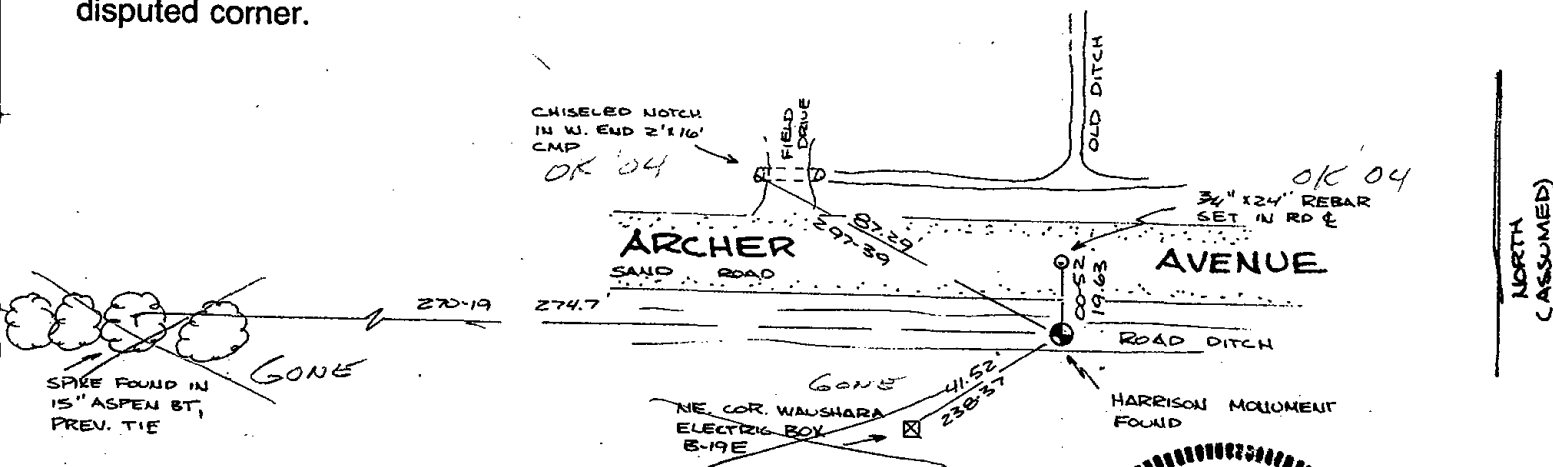 disputed corner.
CHISELED NOTCH
IN W. END 2'X16'
CMP
OK '04
FIELD
DRIVE
OLD DITCH
OK '04
3/4" X 24" REBAR
SET IN RD ℄
ARCHER
AVENUE
SAND ROAD
87.29
297-39
00-52
19.63'
NORTH
(ASSUMED)
270-19
274.7'
ROAD DITCH
GONE
SPIKE FOUND IN
15" ASPEN BT,
PREV. TIE
GONE
41.52'
238-37
NE. COR. WAUSHARA
ELECTRIC BOX
B-19E
HARRISON MONUMENT
FOUND